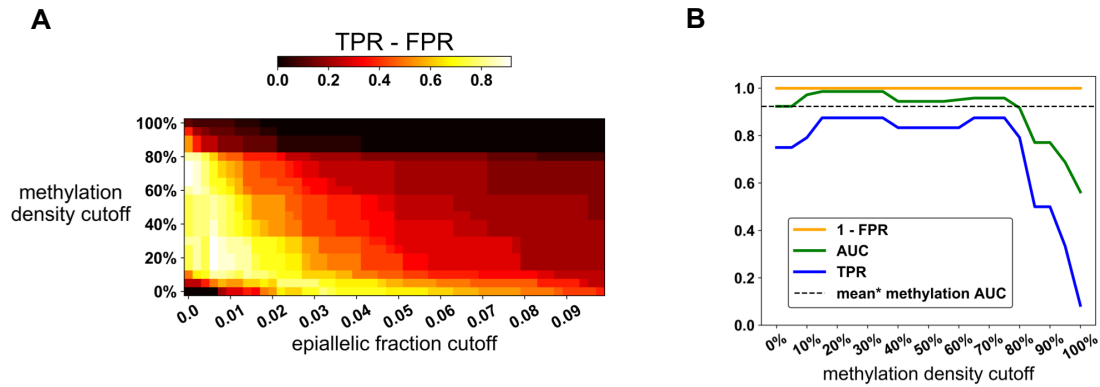 A
TPR - FPR
0.0 0.2 0.4 0.6 0.8
methylation
density cutoff
100%
80%
60%
40%
20%
0%
0.0 0.01 0.02 0.03 0.04 0.05 0.06 0.07 0.08 0.09
epiallelic fraction cutoff
B
1.0
0.8
0.6
0.4
0.2
0.0
1 - FPR
AUC
TPR
mean* methylation AUC
0% 10% 20% 30% 40% 50% 60% 70% 80% 90% 100%
methylation density cutoff